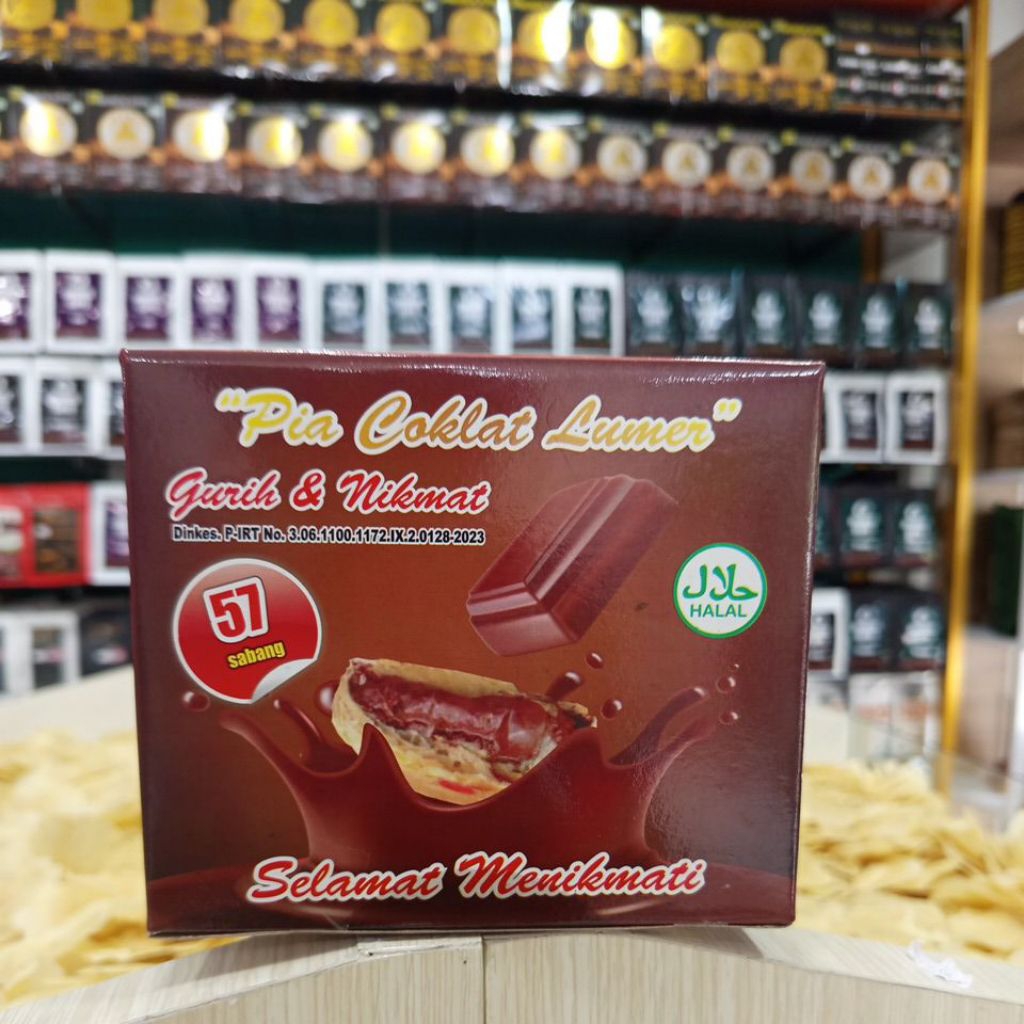 "Pia Coklat Lumer"
Gurih & Nikmat
Dinkes. P-IRT No. 3.06.1100.1172.IX.2.0128-2023
57
sabang
حلال
HALAL
Selamat Menikmati